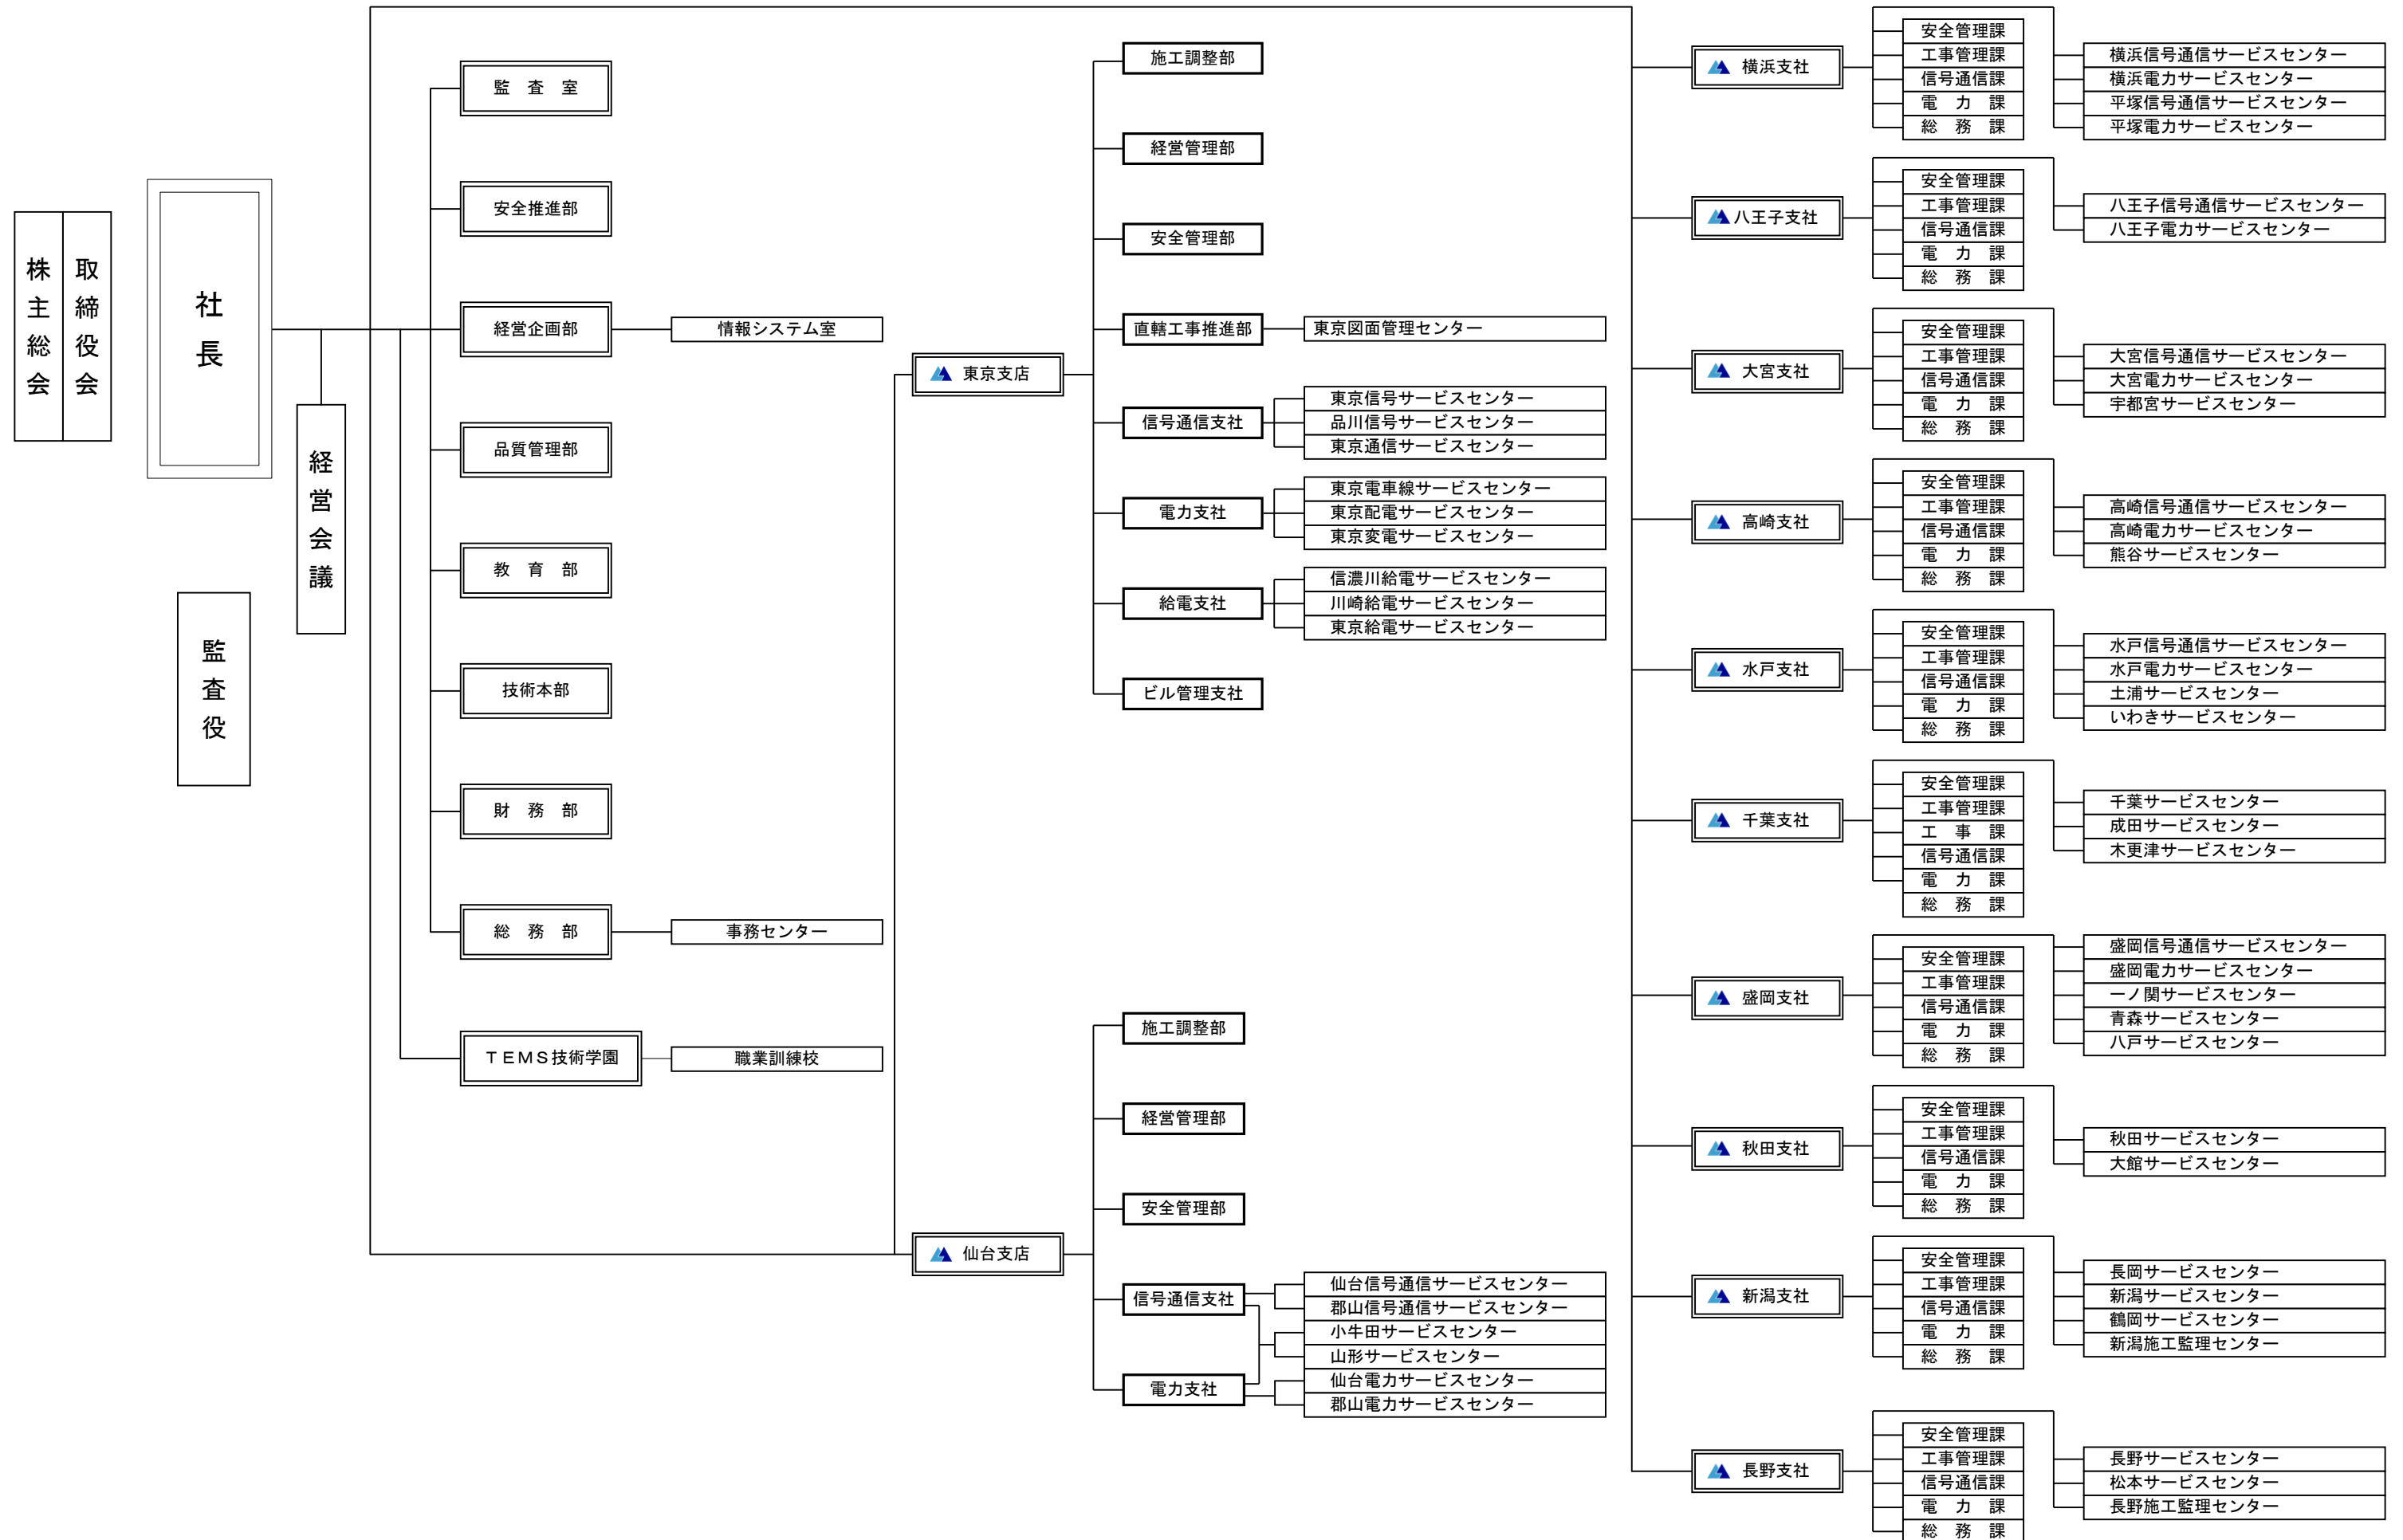 株主総会
取締役会
社長
監査役
経営会議
監　査　室
安全推進部
経営企画部
情報システム室
品質管理部
教　育　部
技術本部
財　務　部
総　務　部
事務センター
ＴＥＭＳ技術学園
職業訓練校
東京支店
施工調整部
経営管理部
安全管理部
直轄工事推進部
東京図面管理センター
信号通信支社
東京信号サービスセンター
品川信号サービスセンター
東京通信サービスセンター
電力支社
東京電車線サービスセンター
東京配電サービスセンター
東京変電サービスセンター
給電支社
信濃川給電サービスセンター
川崎給電サービスセンター
東京給電サービスセンター
ビル管理支社
仙台支店
施工調整部
経営管理部
安全管理部
信号通信支社
電力支社
仙台信号通信サービスセンター
郡山信号通信サービスセンター
小牛田サービスセンター
山形サービスセンター
仙台電力サービスセンター
郡山電力サービスセンター
横浜支社
安全管理課
工事管理課
信号通信課
電　力　課
総　務　課
横浜信号通信サービスセンター
横浜電力サービスセンター
平塚信号通信サービスセンター
平塚電力サービスセンター
八王子支社
安全管理課
工事管理課
信号通信課
電　力　課
総　務　課
八王子信号通信サービスセンター
八王子電力サービスセンター
大宮支社
安全管理課
工事管理課
信号通信課
電　力　課
総　務　課
大宮信号通信サービスセンター
大宮電力サービスセンター
宇都宮サービスセンター
高崎支社
安全管理課
工事管理課
信号通信課
電　力　課
総　務　課
高崎信号通信サービスセンター
高崎電力サービスセンター
熊谷サービスセンター
水戸支社
安全管理課
工事管理課
信号通信課
電　力　課
総　務　課
水戸信号通信サービスセンター
水戸電力サービスセンター
土浦サービスセンター
いわきサービスセンター
千葉支社
安全管理課
工事管理課
工　事　課
信号通信課
電　力　課
総　務　課
千葉サービスセンター
成田サービスセンター
木更津サービスセンター
盛岡支社
安全管理課
工事管理課
信号通信課
電　力　課
総　務　課
盛岡信号通信サービスセンター
盛岡電力サービスセンター
一ノ関サービスセンター
青森サービスセンター
八戸サービスセンター
秋田支社
安全管理課
工事管理課
信号通信課
電　力　課
総　務　課
秋田サービスセンター
大館サービスセンター
新潟支社
安全管理課
工事管理課
信号通信課
電　力　課
総　務　課
長岡サービスセンター
新潟サービスセンター
鶴岡サービスセンター
新潟施工監理センター
長野支社
安全管理課
工事管理課
信号通信課
電　力　課
総　務　課
長野サービスセンター
松本サービスセンター
長野施工監理センター